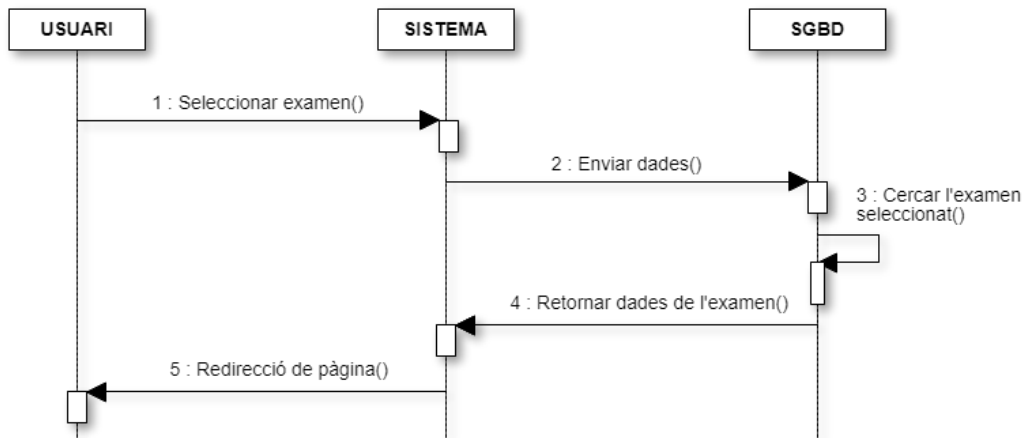 USUARI
SISTEMA
SGBD
1 : Seleccionar examen()
2 : Enviar dades()
3 : Cercar l'examen
seleccionat()
4 : Retornar dades de l'examen()
5 : Redirecció de pàgina()